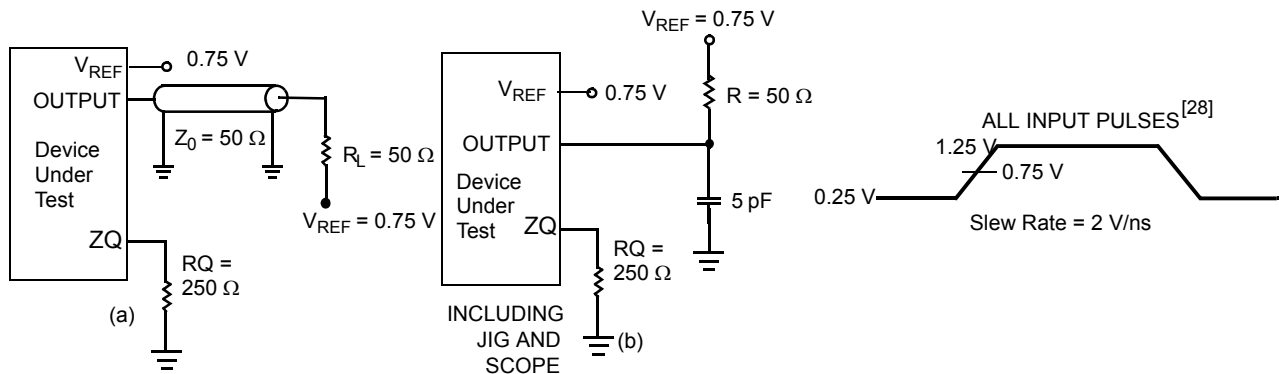 V_REF
0.75 V
OUTPUT
Z_0 = 50 Ω
Device
Under
Test
R_L = 50 Ω
V_REF = 0.75 V
ZQ
RQ =
250 Ω
(a)
V_REF = 0.75 V
R = 50 Ω
V_REF
0.75 V
OUTPUT
Device
Under
Test
5 pF
ZQ
RQ =
250 Ω
INCLUDING
JIG AND
SCOPE
(b)
ALL INPUT PULSES[28]
1.25 V
0.75 V
0.25 V
Slew Rate = 2 V/ns